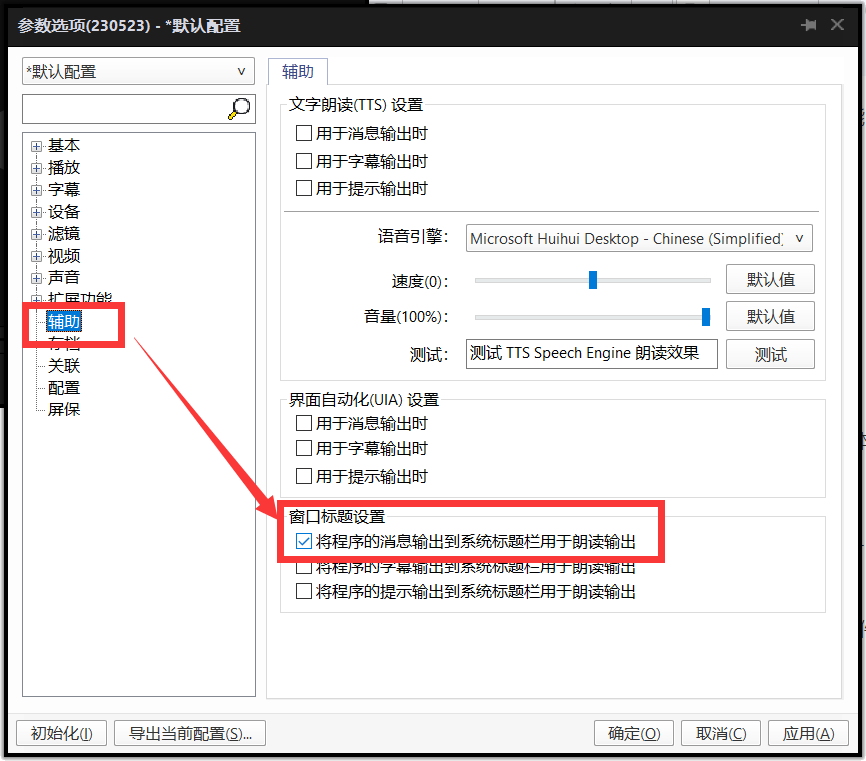 参数选项(230523) - *默认配置
*默认配置
基本
播放
字幕
设备
滤镜
视频
声音
扩展功能
辅助
存档
关联
配置
屏保
辅助
文字朗读(TTS) 设置
用于消息输出时
用于字幕输出时
用于提示输出时
语音引擎: Microsoft Huihui Desktop - Chinese (Simplified)
速度(0): 默认值
音量(100%): 默认值
测试: 测试 TTS Speech Engine 朗读效果 测试
界面自动化(UIA) 设置
用于消息输出时
用于字幕输出时
用于提示输出时
窗口标题设置
将程序的消息输出到系统标题栏用于朗读输出
将程序的字幕输出到系统标题栏用于朗读输出
将程序的提示输出到系统标题栏用于朗读输出
初始化(I) 导出当前配置(S)... 确定(O) 取消(C) 应用(A)